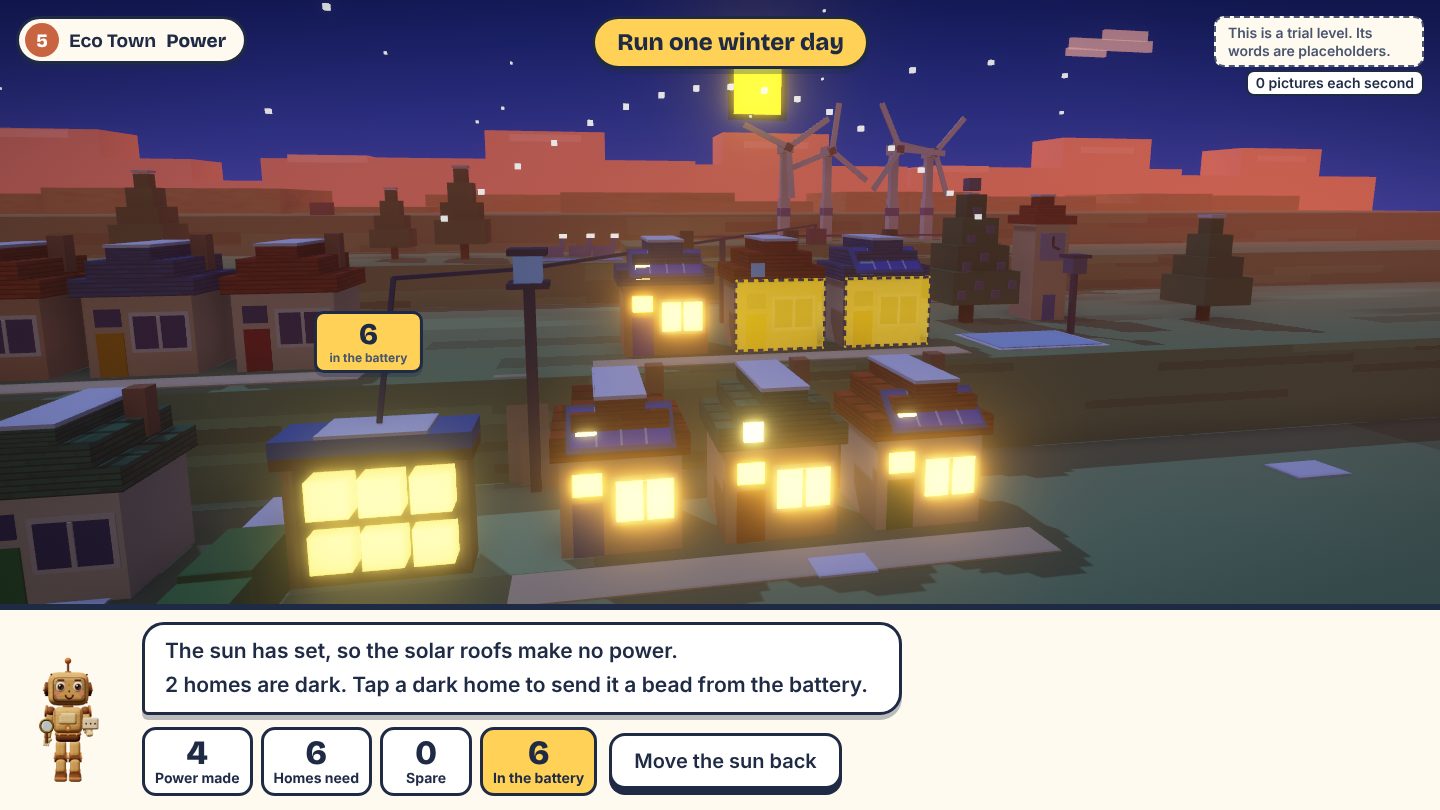 5 Eco Town Power
Run one winter day
This is a trial level. Its
words are placeholders.
0 pictures each second
6
in the battery
The sun has set, so the solar roofs make no power.
2 homes are dark. Tap a dark home to send it a bead from the battery.
4
Power made
6
Homes need
0
Spare
6
In the battery
Move the sun back